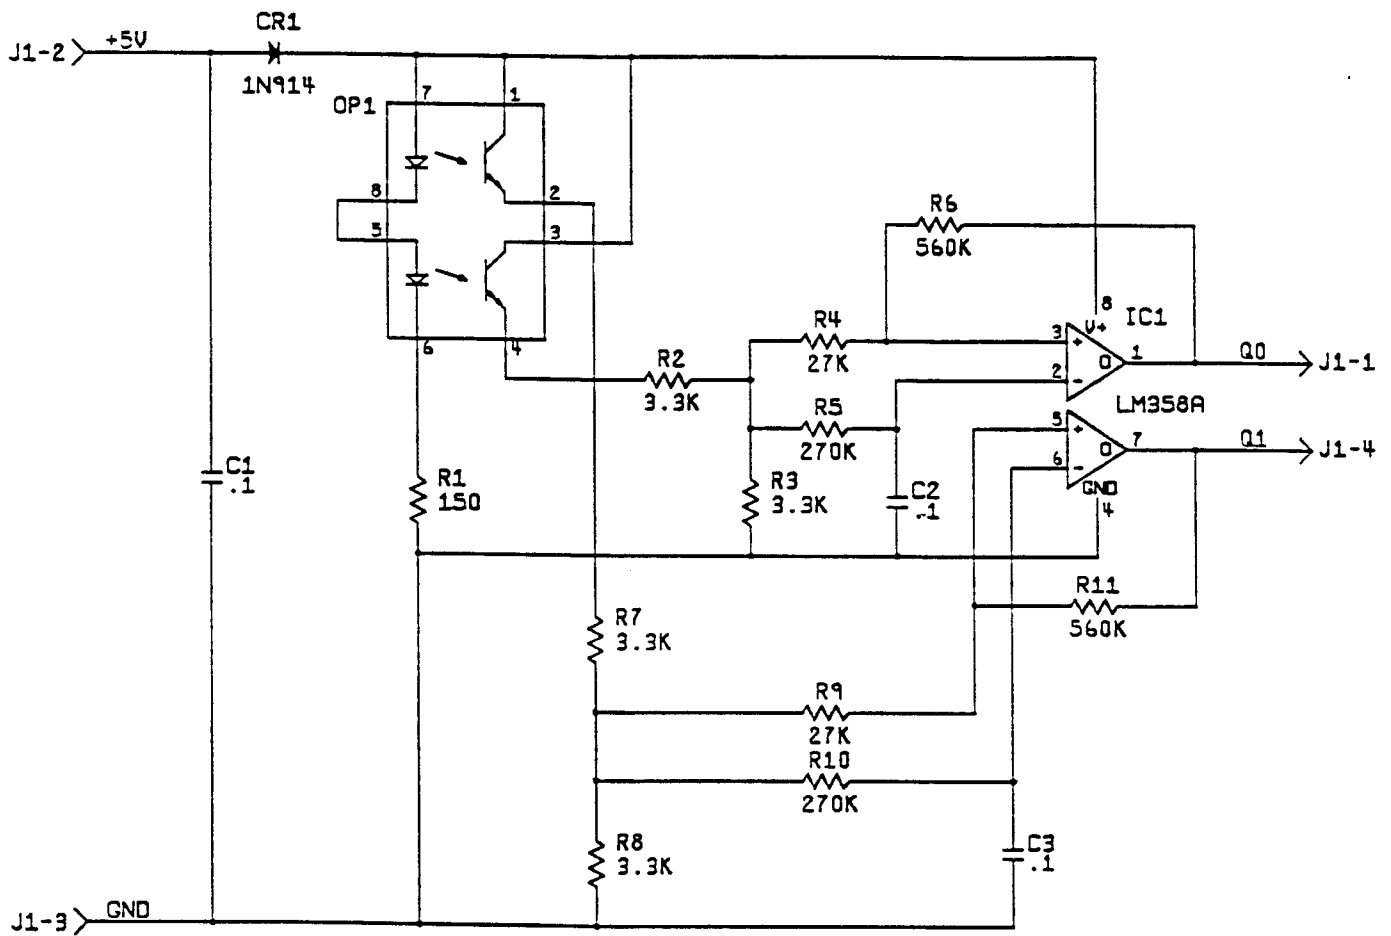 CR1
J1-2
+5V
1N914
OP1
7
1
8
2
5
3
6
4
R6
560K
8
IC1
V+
R4
27K
3
+
O
1
Q0
J1-1
2
-
R2
3.3K
LM358A
R5
270K
5
+
O
7
Q1
J1-4
6
-
GND
4
C1
.1
R1
150
R3
3.3K
C2
.1
R11
560K
R7
3.3K
R9
27K
R10
270K
R8
3.3K
C3
.1
J1-3
GND